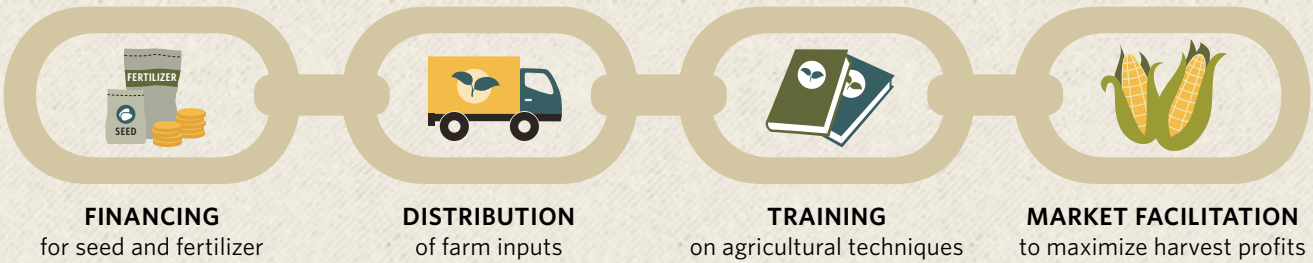 FERTILIZER
SEED
FINANCING
for seed and fertilizer
DISTRIBUTION
of farm inputs
TRAINING
on agricultural techniques
MARKET FACILITATION
to maximize harvest profits